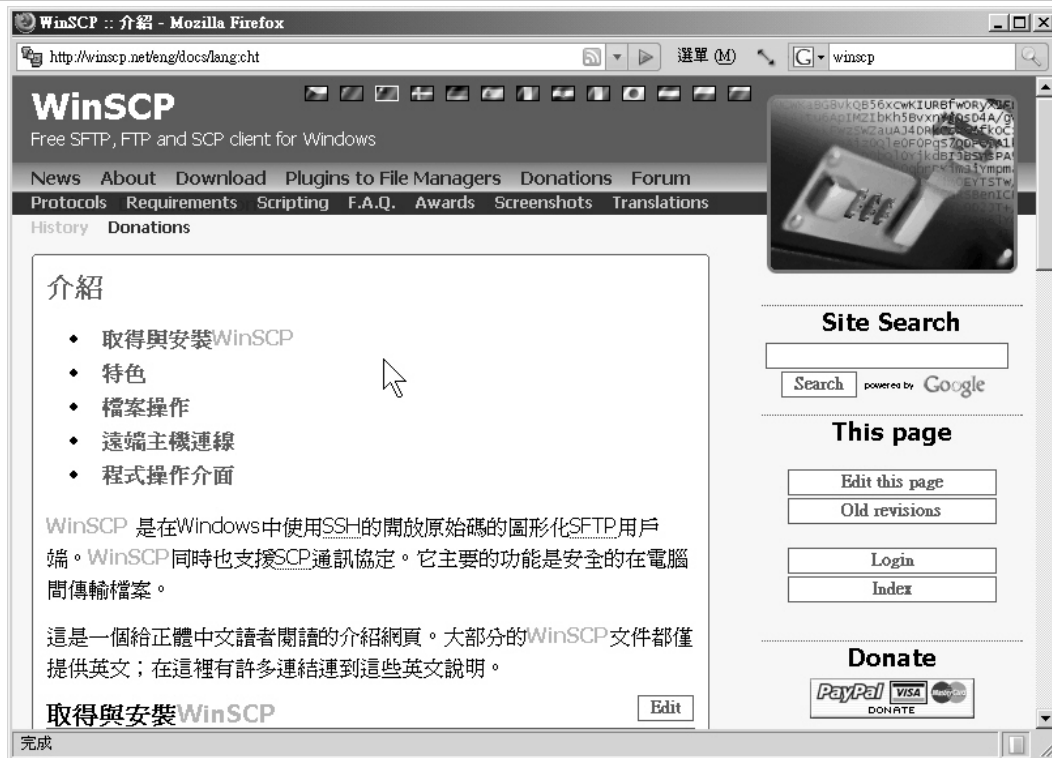 WinSCP :: 介紹 - Mozilla Firefox
http://winscp.net/eng/docs/lang:cht
選單 (M)
G
winscp
WinSCP
Free SFTP, FTP and SCP client for Windows
News About Download Plugins to File Managers Donations Forum
Protocols Requirements Scripting F.A.Q. Awards Screenshots Translations
History Donations
介紹
取得與安裝WinSCP
特色
檔案操作
遠端主機連線
程式操作介面
WinSCP 是在Windows中使用SSH的開放原始碼的圖形化SFTP用戶
端。WinSCP同時也支援SCP通訊協定。它主要的功能是安全的在電腦
間傳輸檔案。
這是一個給正體中文讀者閱讀的介紹網頁。大部分的WinSCP文件都僅
提供英文；在這裡有許多連結連到這些英文說明。
取得與安裝WinSCP
Edit
Site Search
Search powered by Google
This page
Edit this page
Old revisions
Login
Index
Donate
PayPal VISA MasterCard
DONATE
完成